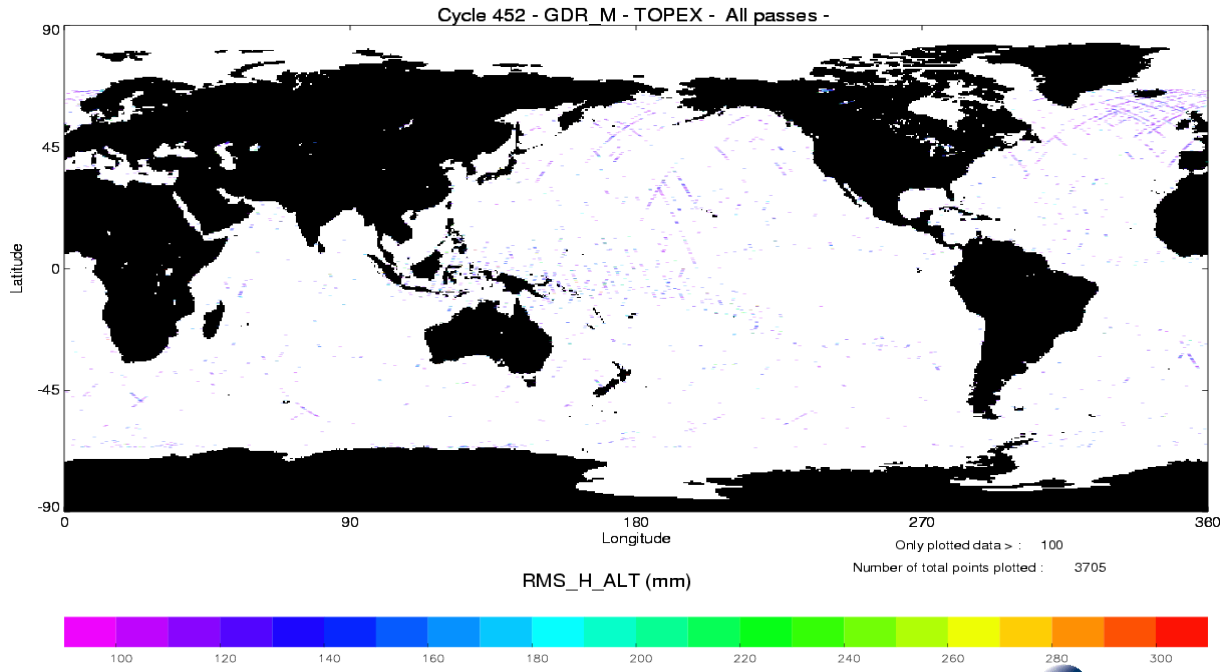 Cycle 452 - GDR_M - TOPEX - All passes -
90
45
0
-45
-90
Latitude
0 90 180 270 360
Longitude
Only plotted data > : 100
Number of total points plotted : 3705
RMS_H_ALT (mm)
100 120 140 160 180 200 220 240 260 280 300